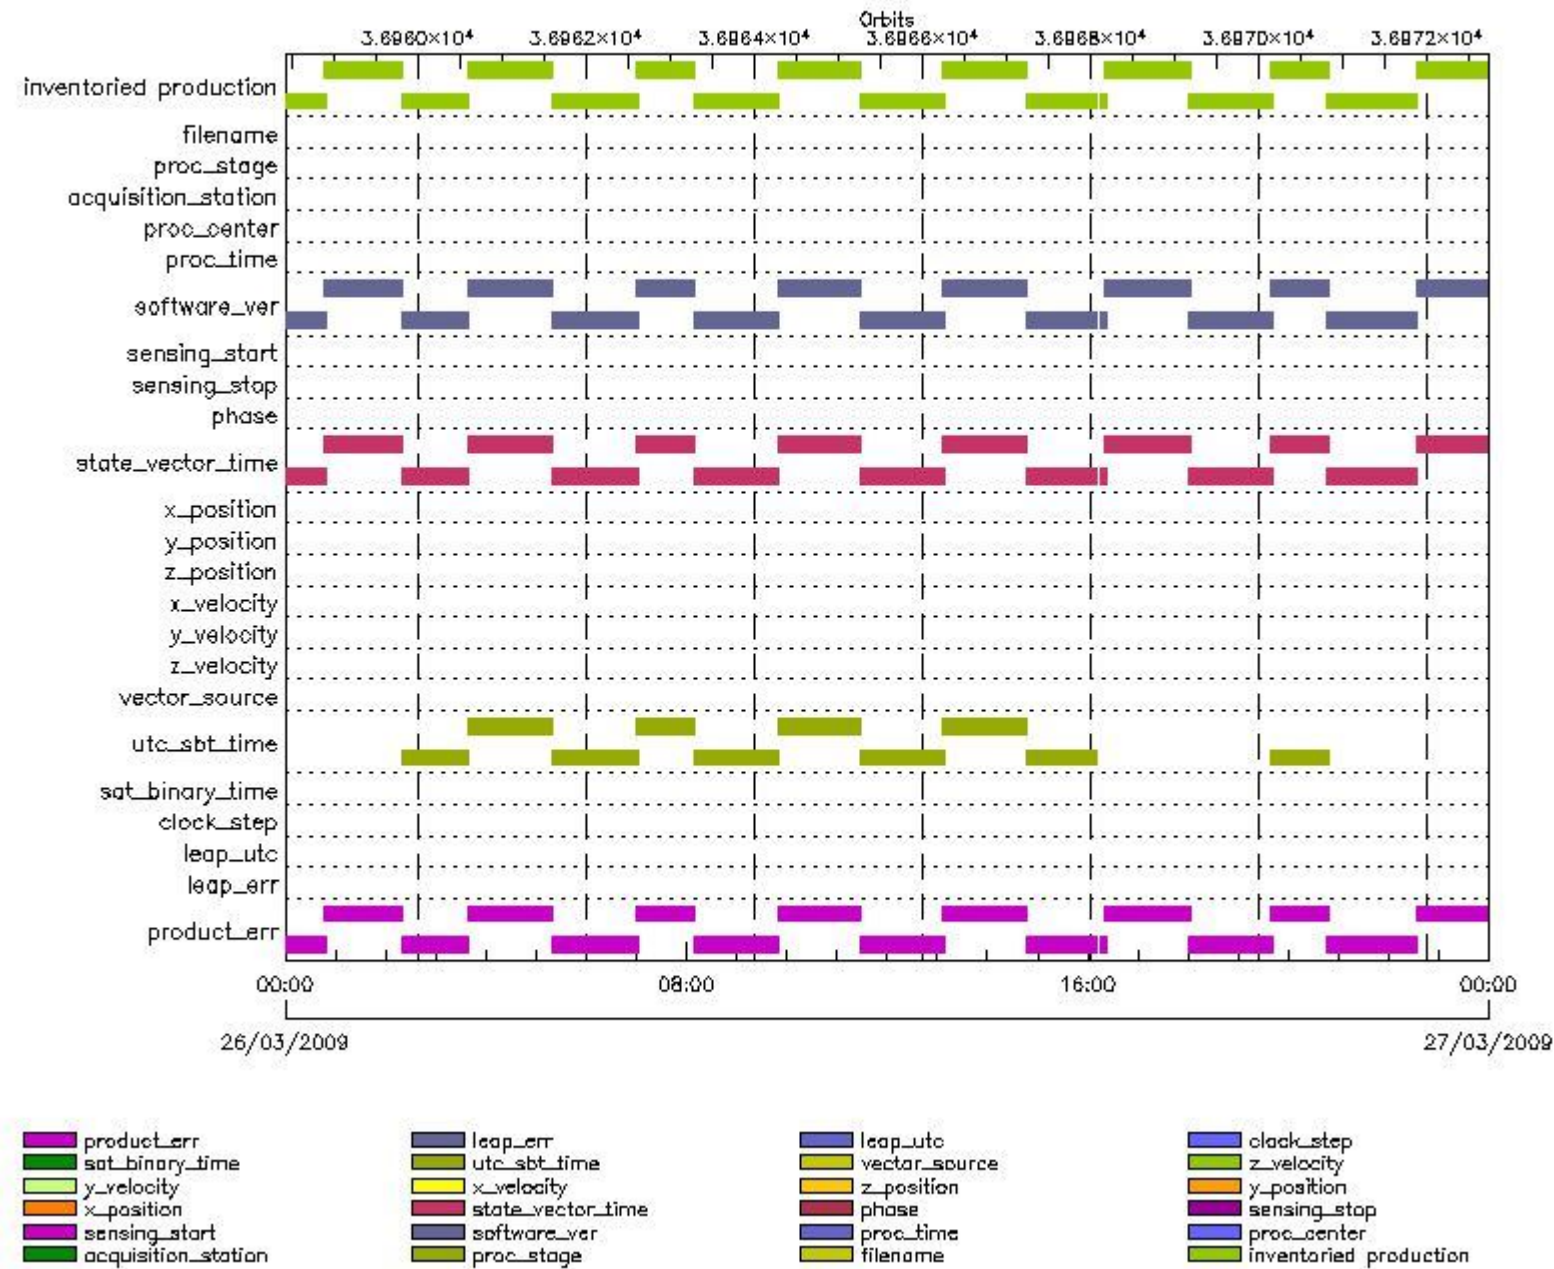 Orbits
3.6960×10⁴ 3.6962×10⁴ 3.6964×10⁴ 3.6966×10⁴ 3.6968×10⁴ 3.6970×10⁴ 3.6972×10⁴
inventoried production
filename
proc_stage
acquisition_station
proc_center
proc_time
software_ver
sensing_start
sensing_stop
phase
state_vector_time
x_position
y_position
z_position
x_velocity
y_velocity
z_velocity
vector_source
utc_sbt_time
sat_binary_time
clock_step
leap_utc
leap_err
product_err
00:00 08:00 16:00 00:00
26/03/2009 27/03/2009
product_err leap_err leap_utc clock_step
sat_binary_time utc_sbt_time vector_source z_velocity
y_velocity x_velocity z_position y_position
x_position state_vector_time phase sensing_stop
sensing_start software_ver proc_time proc_center
acquisition_station proc_stage filename inventoried production